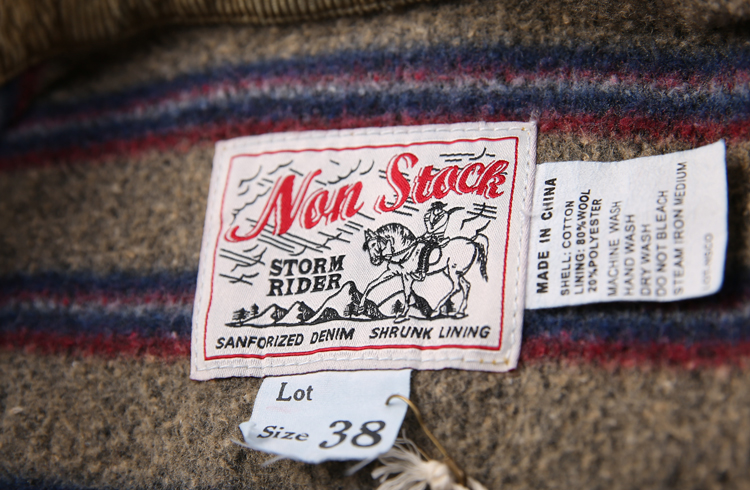 Non Stock
STORM
RIDER
SANFORIZED DENIM SHRUNK LINING
MADE IN CHINA
SHELL: COTTON
LINING: 80%WOOL
20%POLYESTER
MACHINE WASH
HAND WASH
DRY WASH
DO NOT BLEACH
STEAM IRON MEDIUM
Lot
Size 38